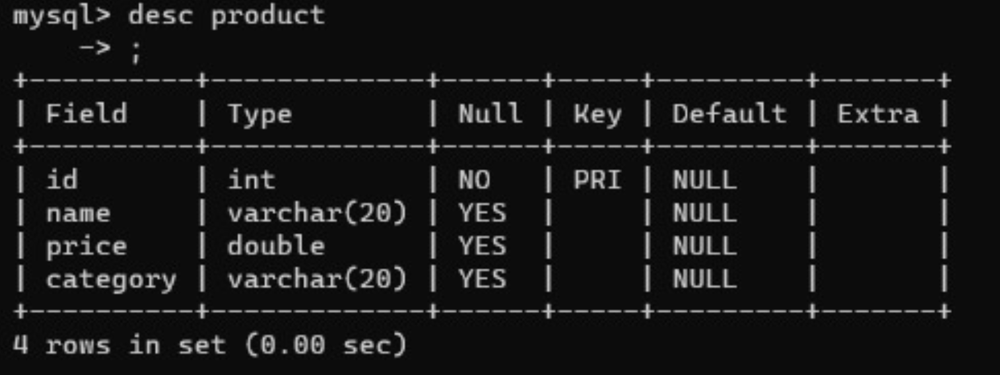 mysql> desc product
    -> ;
+----------+-------------+------+-----+---------+-------+
| Field    | Type        | Null | Key | Default | Extra |
+----------+-------------+------+-----+---------+-------+
| id       | int         | NO   | PRI | NULL    |       |
| name     | varchar(20) | YES  |     | NULL    |       |
| price    | double      | YES  |     | NULL    |       |
| category | varchar(20) | YES  |     | NULL    |       |
+----------+-------------+------+-----+---------+-------+
4 rows in set (0.00 sec)